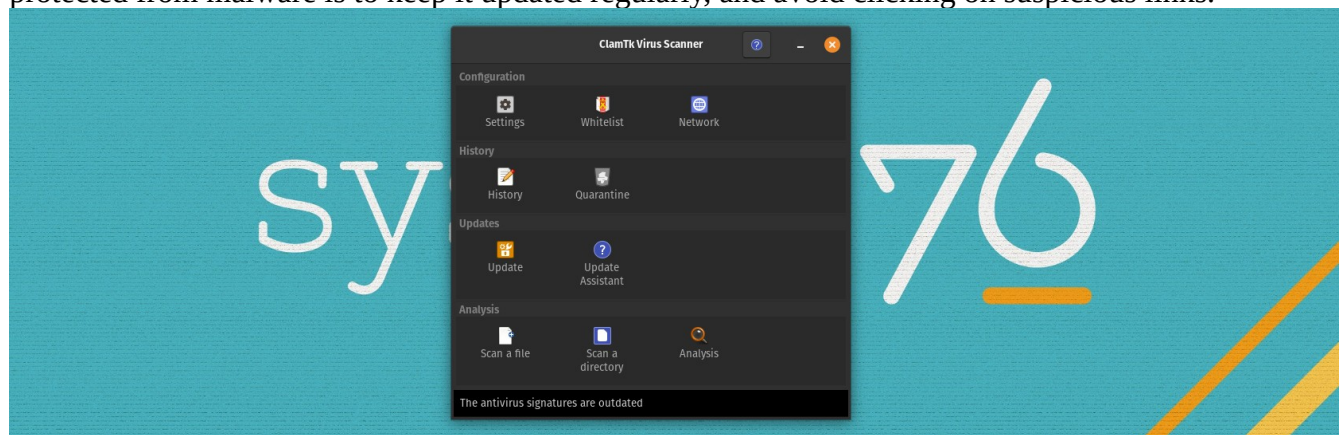 protected from malware is to keep it updated regularly, and avoid clicking on suspicious links.
ClamTk Virus Scanner
Configuration
Settings Whitelist Network
History
History Quarantine
Updates
Update Update
Assistant
Analysis
Scan a file Scan a Analysis
directory
The antivirus signatures are outdated
sy 76